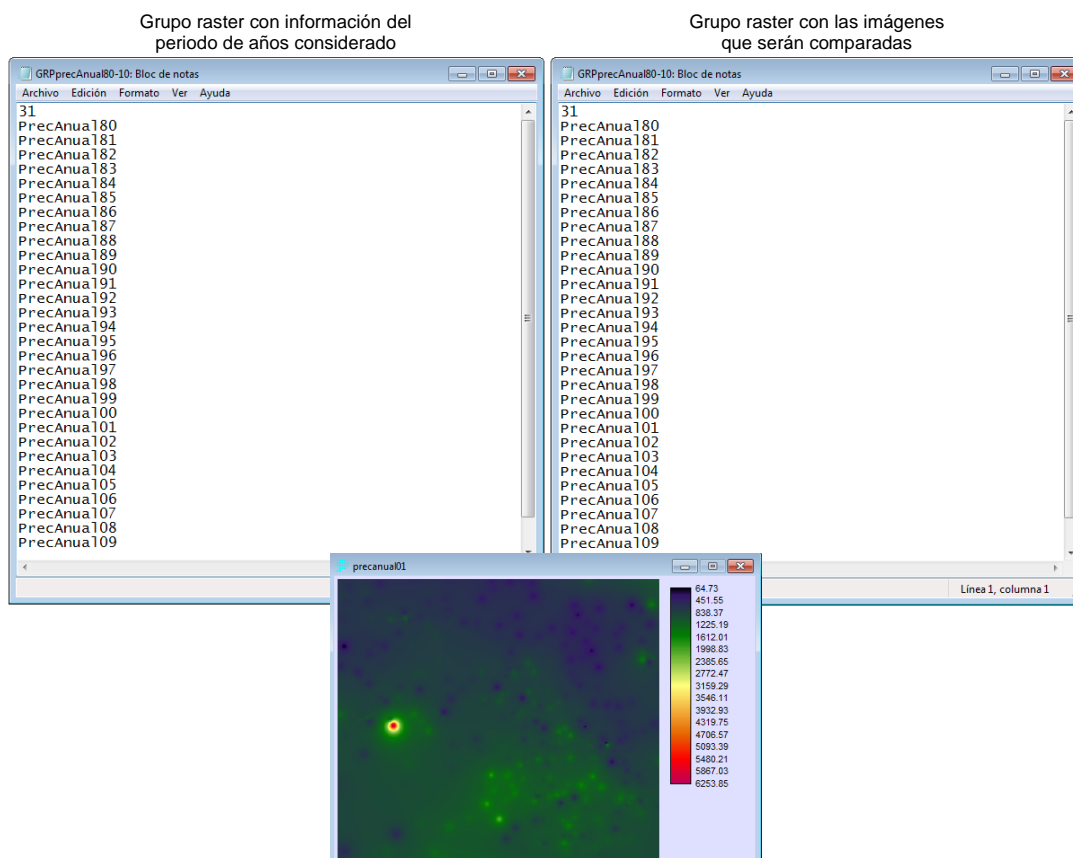 Grupo raster con información del
periodo de años considerado
Grupo raster con las imágenes
que serán comparadas
GRPprecAnual80-10: Bloc de notas
Archivo Edición Formato Ver Ayuda
31
PrecAnual80
PrecAnual81
PrecAnual82
PrecAnual83
PrecAnual84
PrecAnual85
PrecAnual86
PrecAnual87
PrecAnual88
PrecAnual89
PrecAnual90
PrecAnual91
PrecAnual92
PrecAnual93
PrecAnual94
PrecAnual95
PrecAnual96
PrecAnual97
PrecAnual98
PrecAnual99
PrecAnual00
PrecAnual01
PrecAnual02
PrecAnual03
PrecAnual04
PrecAnual05
PrecAnual06
PrecAnual07
PrecAnual08
PrecAnual09
GRPprecAnual80-10: Bloc de notas
Archivo Edición Formato Ver Ayuda
31
PrecAnual80
PrecAnual81
PrecAnual82
PrecAnual83
PrecAnual84
PrecAnual85
PrecAnual86
PrecAnual87
PrecAnual88
PrecAnual89
PrecAnual90
PrecAnual91
PrecAnual92
PrecAnual93
PrecAnual94
PrecAnual95
PrecAnual96
PrecAnual97
PrecAnual98
PrecAnual99
PrecAnual00
PrecAnual01
PrecAnual02
PrecAnual03
PrecAnual04
PrecAnual05
PrecAnual06
PrecAnual07
PrecAnual08
PrecAnual09
Línea 1, columna 1
precanual01
64.73
451.55
838.37
1225.19
1612.01
1998.83
2385.65
2772.47
3159.29
3546.11
3932.93
4319.75
4706.57
5093.39
5480.21
5867.03
6253.85